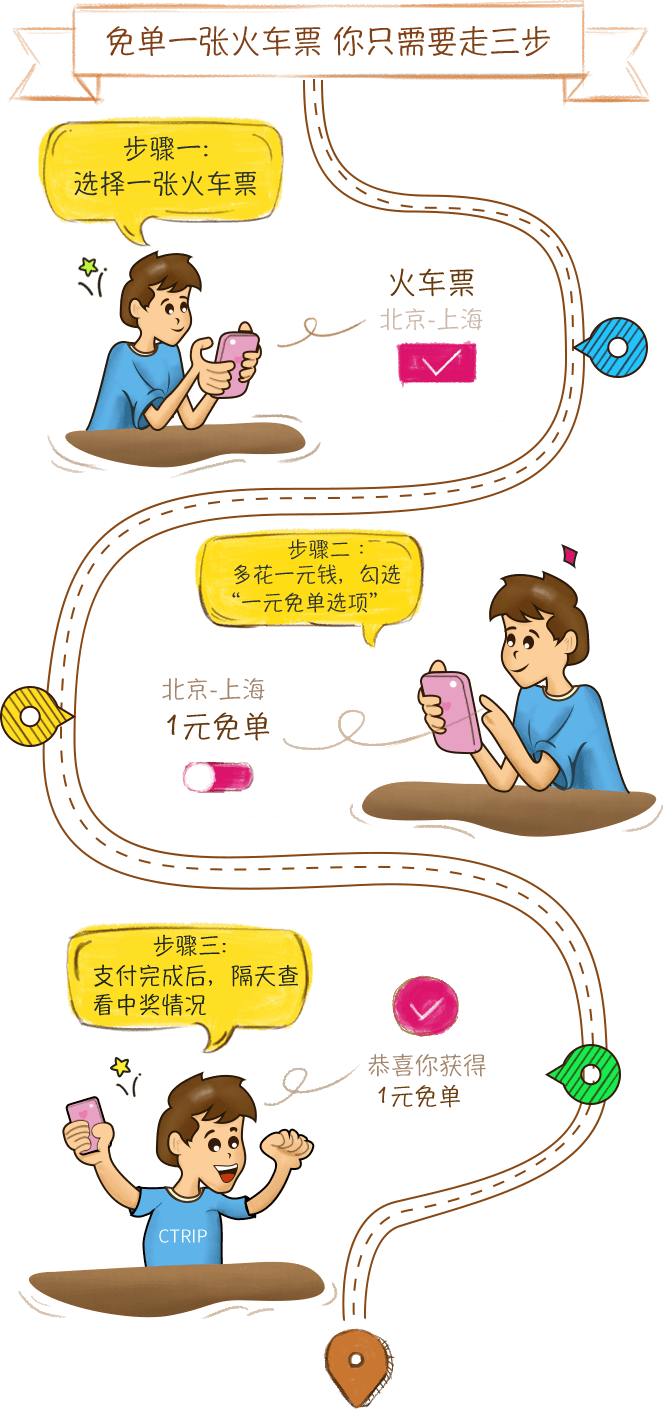 免单一张火车票 你只需要走三步
步骤一:
选择一张火车票
火车票
北京-上海
步骤二：
多花一元钱，勾选
“一元免单选项”
北京-上海
1元免单
步骤三:
支付完成后，隔天查
看中奖情况
恭喜你获得
1元免单
CTRIP